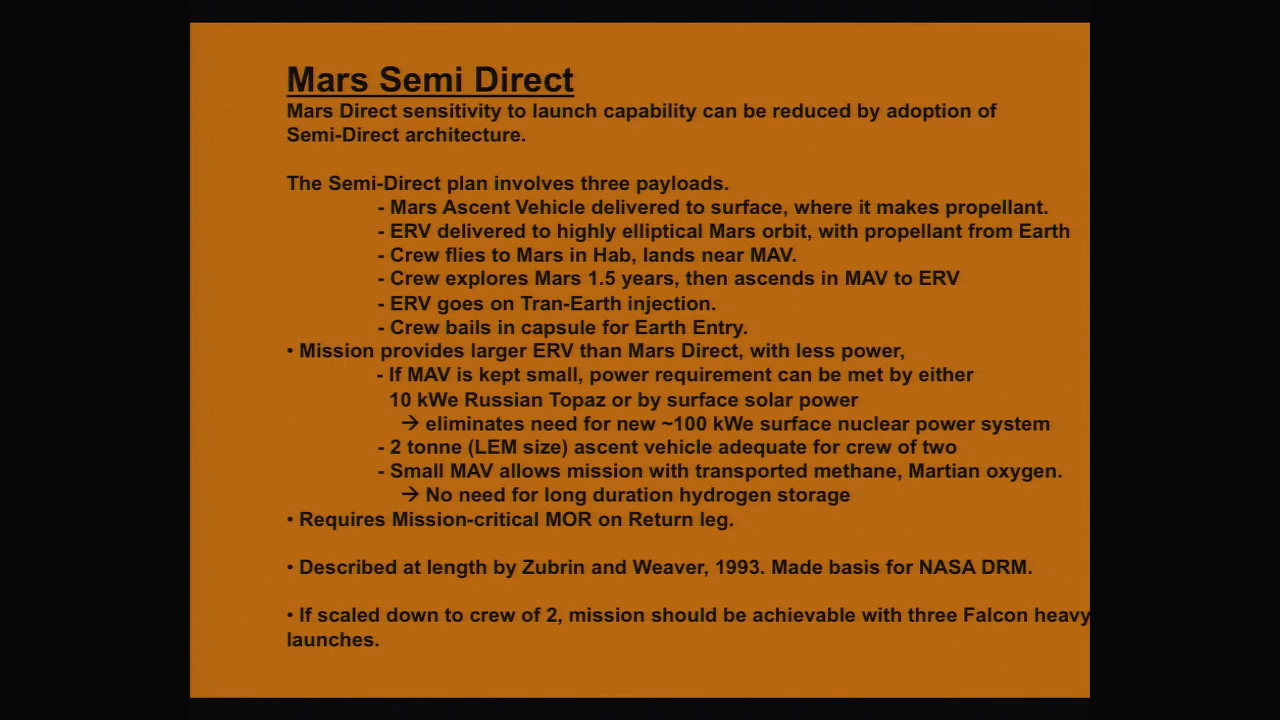 Mars Semi Direct
Mars Direct sensitivity to launch capability can be reduced by adoption of
Semi-Direct architecture.
The Semi-Direct plan involves three payloads.
- Mars Ascent Vehicle delivered to surface, where it makes propellant.
- ERV delivered to highly elliptical Mars orbit, with propellant from Earth
- Crew flies to Mars in Hab, lands near MAV.
- Crew explores Mars 1.5 years, then ascends in MAV to ERV
- ERV goes on Tran-Earth injection.
- Crew bails in capsule for Earth Entry.
• Mission provides larger ERV than Mars Direct, with less power,
- If MAV is kept small, power requirement can be met by either
10 kWe Russian Topaz or by surface solar power
→ eliminates need for new ~100 kWe surface nuclear power system
- 2 tonne (LEM size) ascent vehicle adequate for crew of two
- Small MAV allows mission with transported methane, Martian oxygen.
→ No need for long duration hydrogen storage
• Requires Mission-critical MOR on Return leg.
• Described at length by Zubrin and Weaver, 1993. Made basis for NASA DRM.
• If scaled down to crew of 2, mission should be achievable with three Falcon heavy
launches.